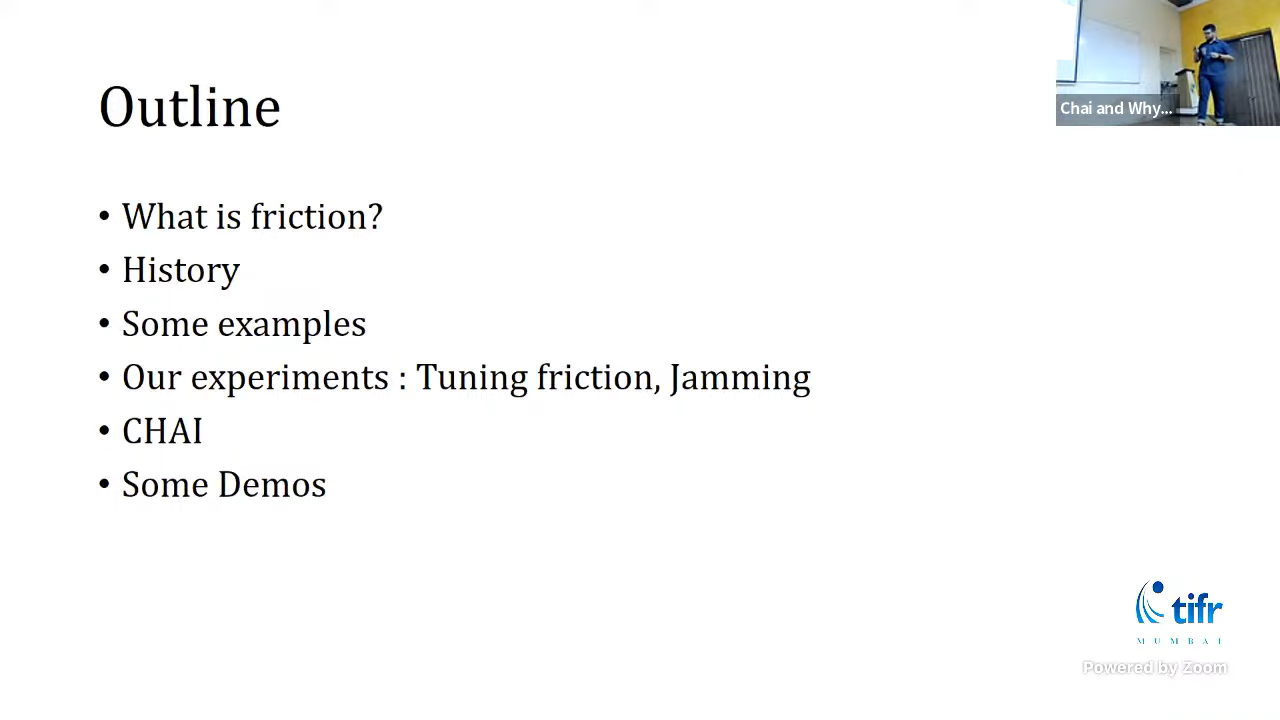 Outline
• What is friction?
• History
• Some examples
• Our experiments : Tuning friction, Jamming
• CHAI
• Some Demos
Chai and Why...
tifr
MUMBAI
Powered by Zoom